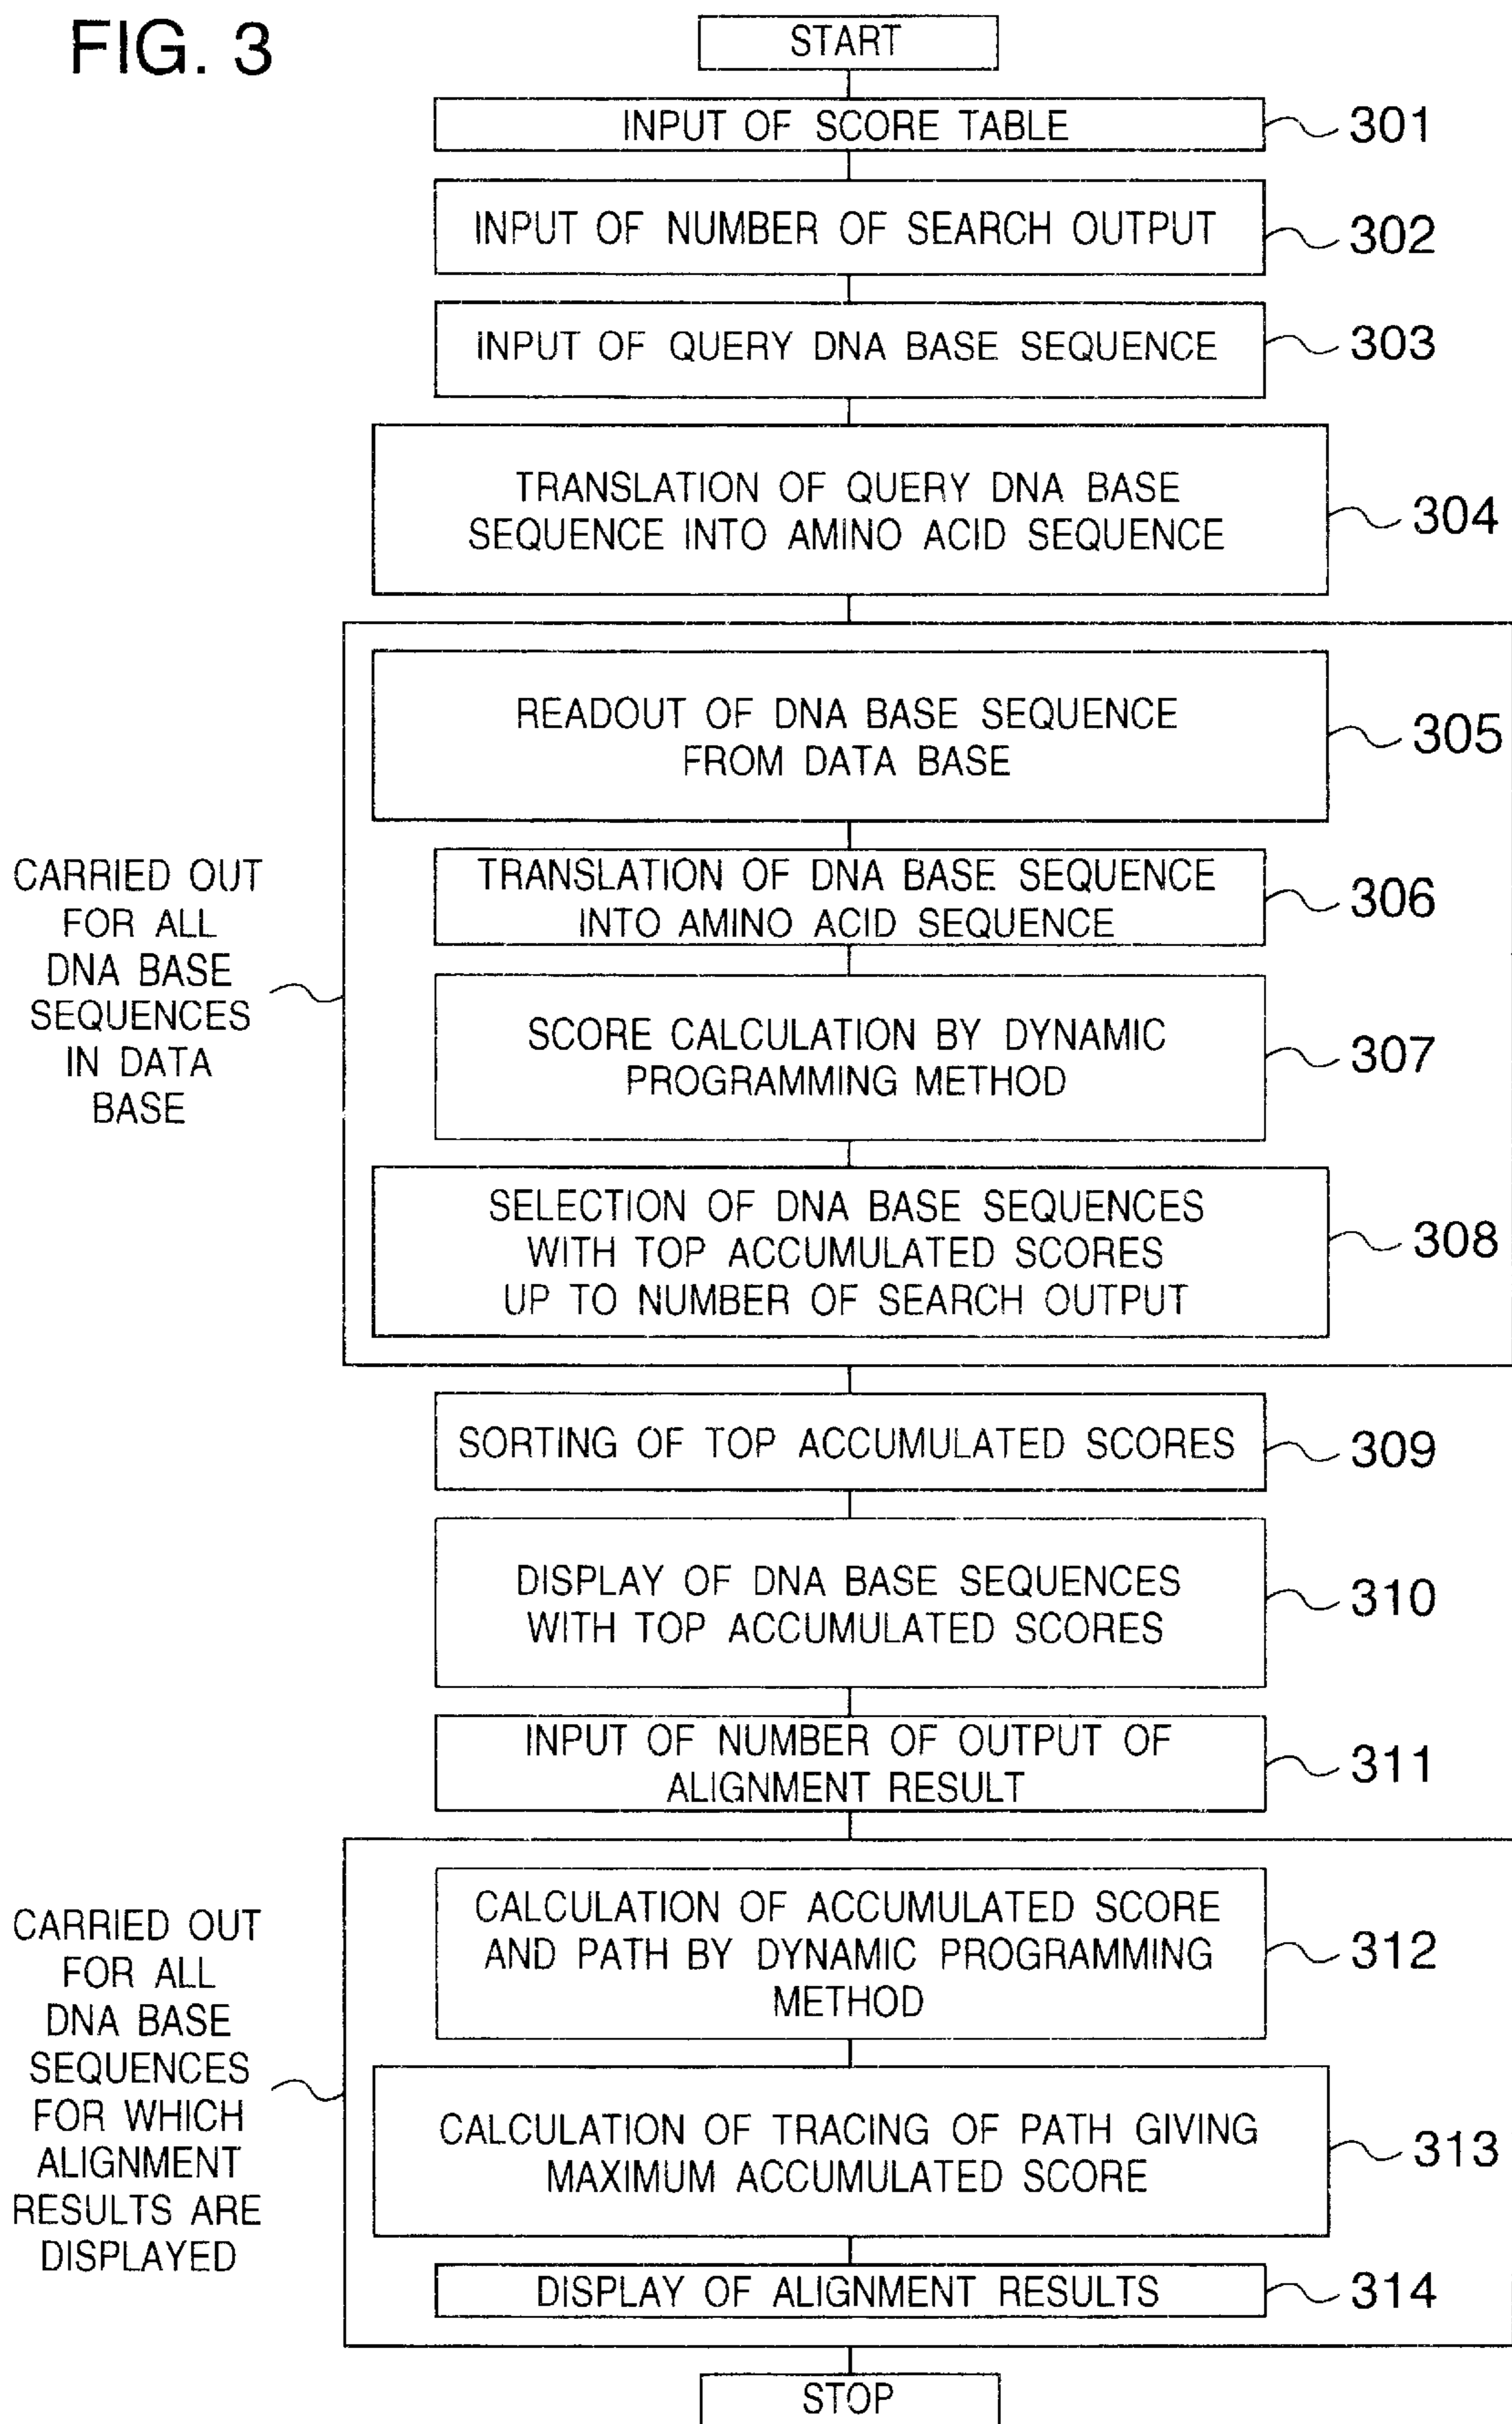 FIG. 3
START
INPUT OF SCORE TABLE
301
INPUT OF NUMBER OF SEARCH OUTPUT
302
INPUT OF QUERY DNA BASE SEQUENCE
303
TRANSLATION OF QUERY DNA BASE
SEQUENCE INTO AMINO ACID SEQUENCE
304
CARRIED OUT
FOR ALL
DNA BASE
SEQUENCES
IN DATA
BASE
READOUT OF DNA BASE SEQUENCE
FROM DATA BASE
305
TRANSLATION OF DNA BASE SEQUENCE
INTO AMINO ACID SEQUENCE
306
SCORE CALCULATION BY DYNAMIC
PROGRAMMING METHOD
307
SELECTION OF DNA BASE SEQUENCES
WITH TOP ACCUMULATED SCORES
UP TO NUMBER OF SEARCH OUTPUT
308
SORTING OF TOP ACCUMULATED SCORES
309
DISPLAY OF DNA BASE SEQUENCES
WITH TOP ACCUMULATED SCORES
310
INPUT OF NUMBER OF OUTPUT OF
ALIGNMENT RESULT
311
CARRIED OUT
FOR ALL
DNA BASE
SEQUENCES
FOR WHICH
ALIGNMENT
RESULTS ARE
DISPLAYED
CALCULATION OF ACCUMULATED SCORE
AND PATH BY DYNAMIC PROGRAMMING
METHOD
312
CALCULATION OF TRACING OF PATH GIVING
MAXIMUM ACCUMULATED SCORE
313
DISPLAY OF ALIGNMENT RESULTS
314
STOP